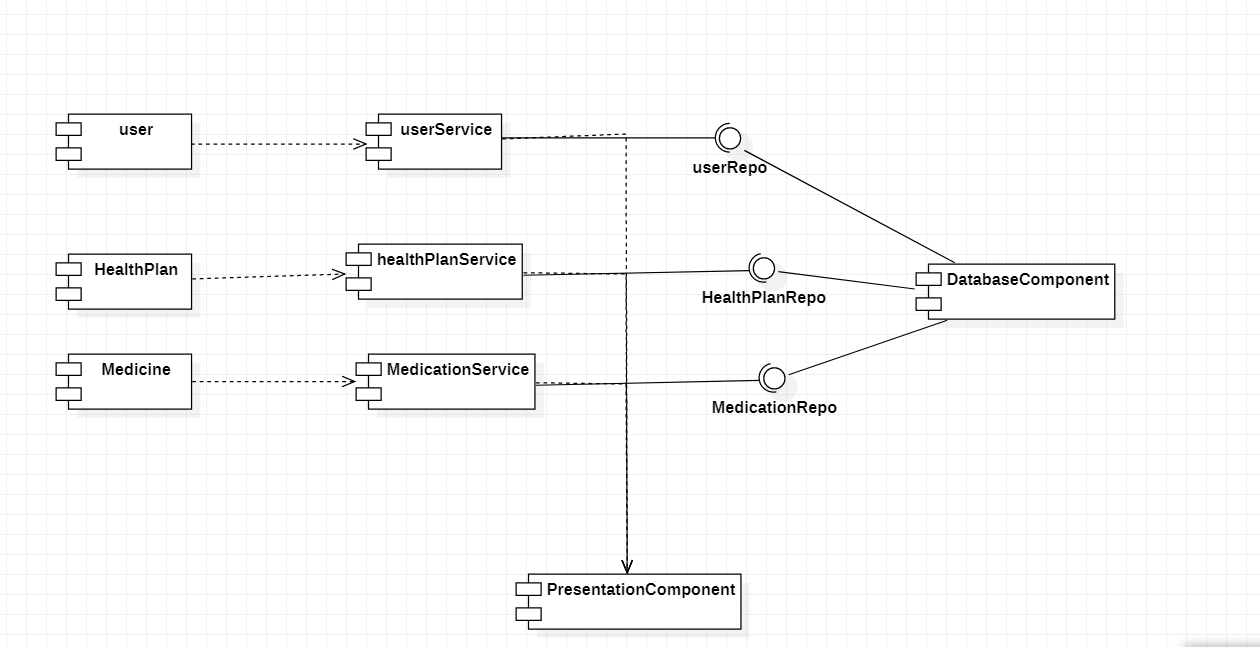 user
userService
userRepo
HealthPlan
healthPlanService
HealthPlanRepo
DatabaseComponent
Medicine
MedicationService
MedicationRepo
PresentationComponent